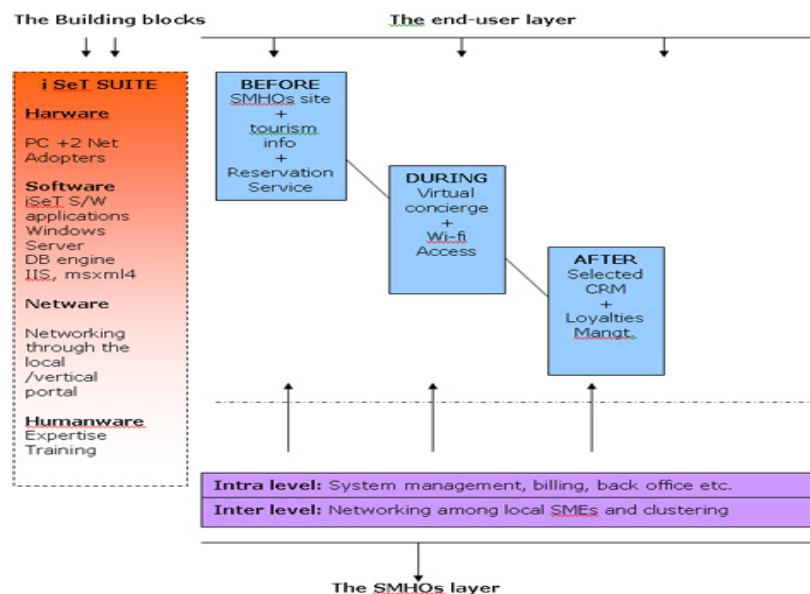 The Building blocks
The end-user layer
i SeT SUITE
Harware
PC +2 Net
Adopters
Software
iSeT S/W
applications
Windows
Server
DB engine
IIS, msxml4
Netware
Networking
through the
local
/vertical
portal
Humanware
Expertise
Training
BEFORE
SMHOs site
+
tourism
info
+
Reservation
Service
DURING
Virtual
concierge
+
Wi-fi
Access
AFTER
Selected
CRM
+
Loyalties
Mangt.
Intra level: System management, billing, back office etc.
Inter level: Networking among local SMEs and clustering
The SMHOs layer